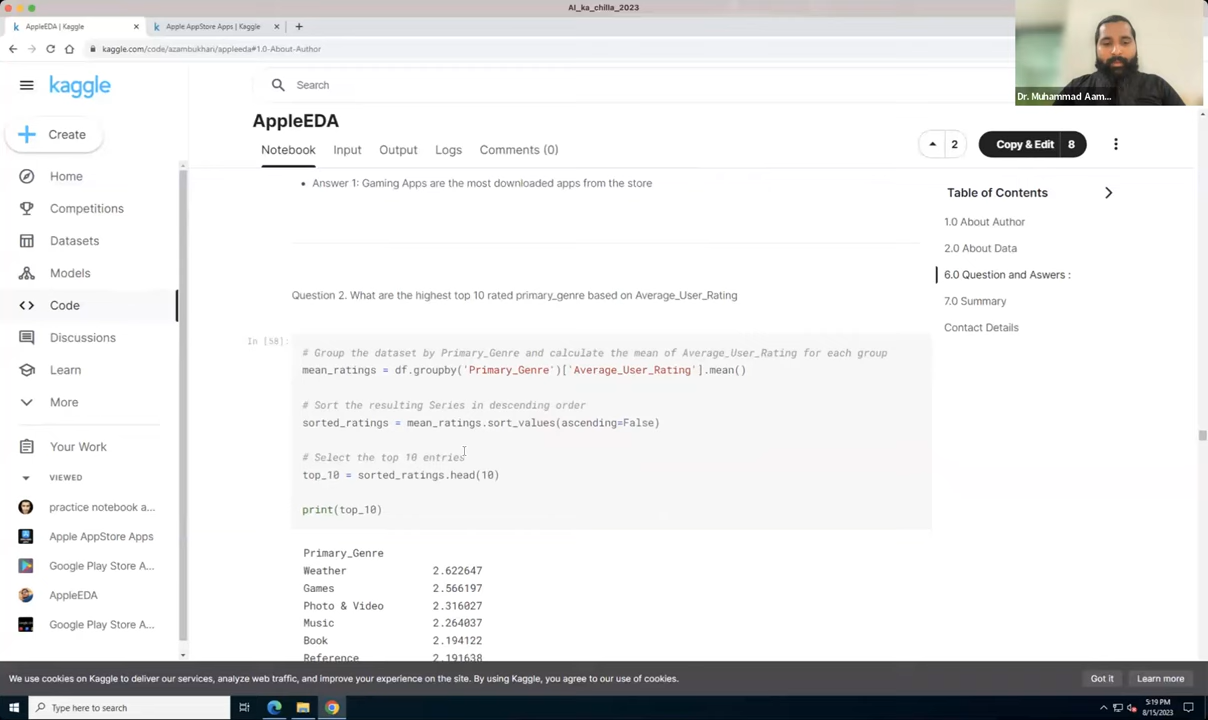 AI_ka_chilla_2023
AppleEDA | Kaggle
Apple AppStore Apps | Kaggle
kaggle.com/code/azambukhari/appleeda#1.0-About-Author
Dr. Muhammad Aam...
kaggle
Search
Create
AppleEDA
Notebook
Input
Output
Logs
Comments (0)
2
Copy & Edit
8
Home
Competitions
Datasets
Models
Code
Discussions
Learn
More
Your Work
VIEWED
practice notebook a...
Apple AppStore Apps
Google Play Store A...
AppleEDA
Google Play Store A...
Answer 1: Gaming Apps are the most downloaded apps from the store
Question 2. What are the highest top 10 rated primary_genre based on Average_User_Rating
In [58]:
# Group the dataset by Primary_Genre and calculate the mean of Average_User_Rating for each group
mean_ratings = df.groupby('Primary_Genre')['Average_User_Rating'].mean()
# Sort the resulting Series in descending order
sorted_ratings = mean_ratings.sort_values(ascending=False)
# Select the top 10 entries
top_10 = sorted_ratings.head(10)
print(top_10)
Primary_Genre
Weather 2.622647
Games 2.566197
Photo & Video 2.316027
Music 2.264037
Book 2.194122
Reference 2.191638
Table of Contents
1.0 About Author
2.0 About Data
6.0 Question and Aswers :
7.0 Summary
Contact Details
We use cookies on Kaggle to deliver our services, analyze web traffic, and improve your experience on the site. By using Kaggle, you agree to our use of cookies.
Got it
Learn more
Type here to search
5:19 PM
8/15/2023